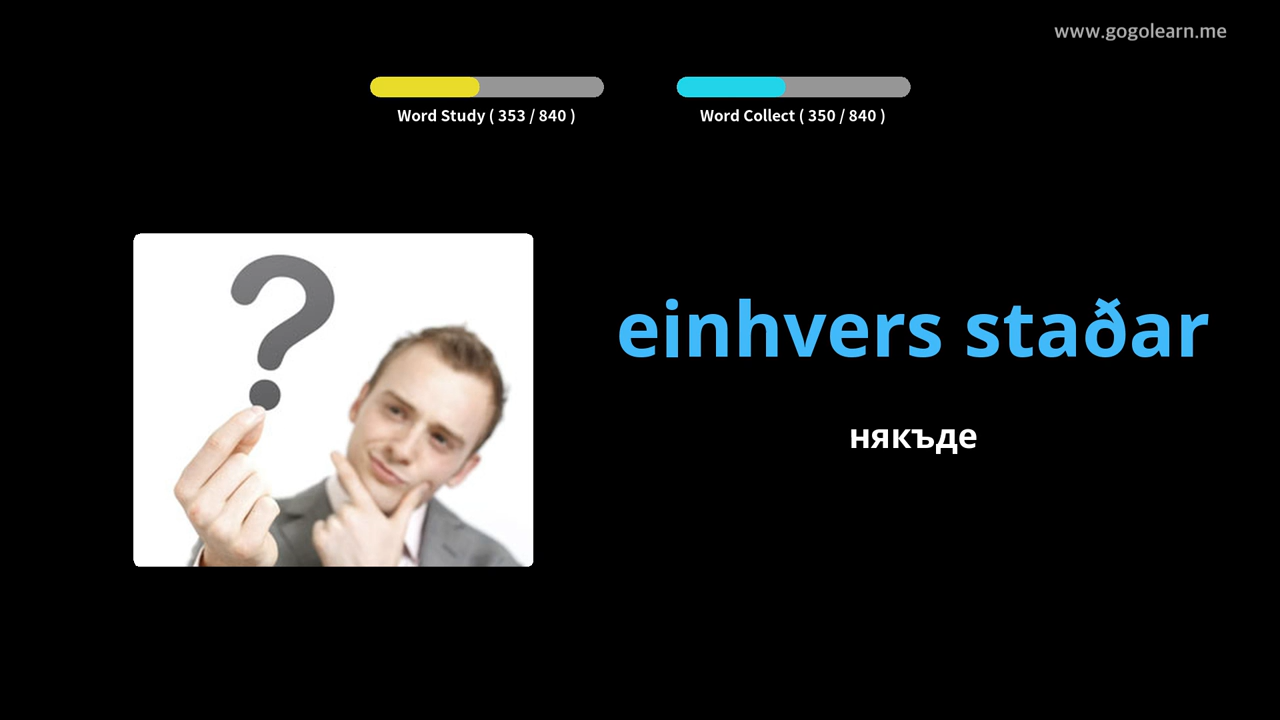 www.gogolearn.me
Word Study ( 353 / 840 )
Word Collect ( 350 / 840 )
?
einhvers staðar
някъде